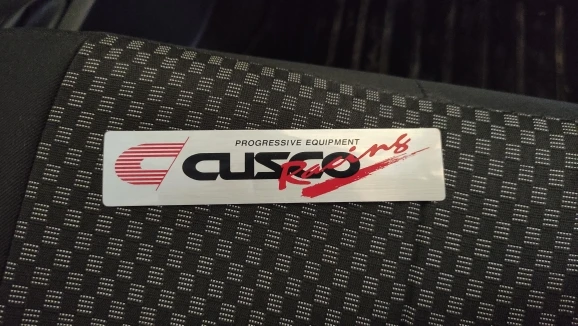 PROGRESSIVE EQUIPMENT
CUSCO Racing